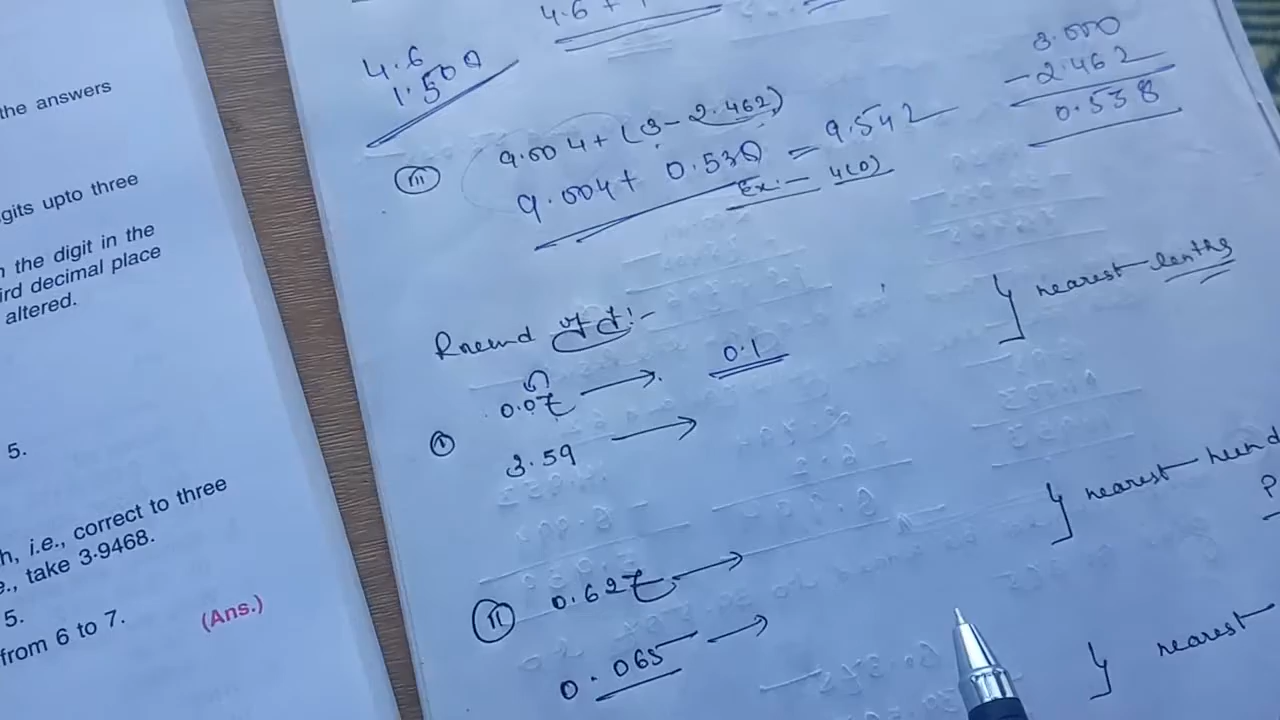 the answers
gits upto three
the digit in the
ird decimal place
altered.
5.
h, i.e., correct to three
e., take 3·9468.
5.
from 6 to 7. (Ans.)
4.6 +
4.6
1.500
3.000
- 2.462
0.538
(III) 9.004 + (3 - 2.462)
9.004 + 0.538 = 9.542
Ex:- 4(D)
Round off:-
nearest tenths
0.07 → 0.1
(I) 3.59 →
nearest hund
P
(II) 0.627 →
0.065 →
nearest